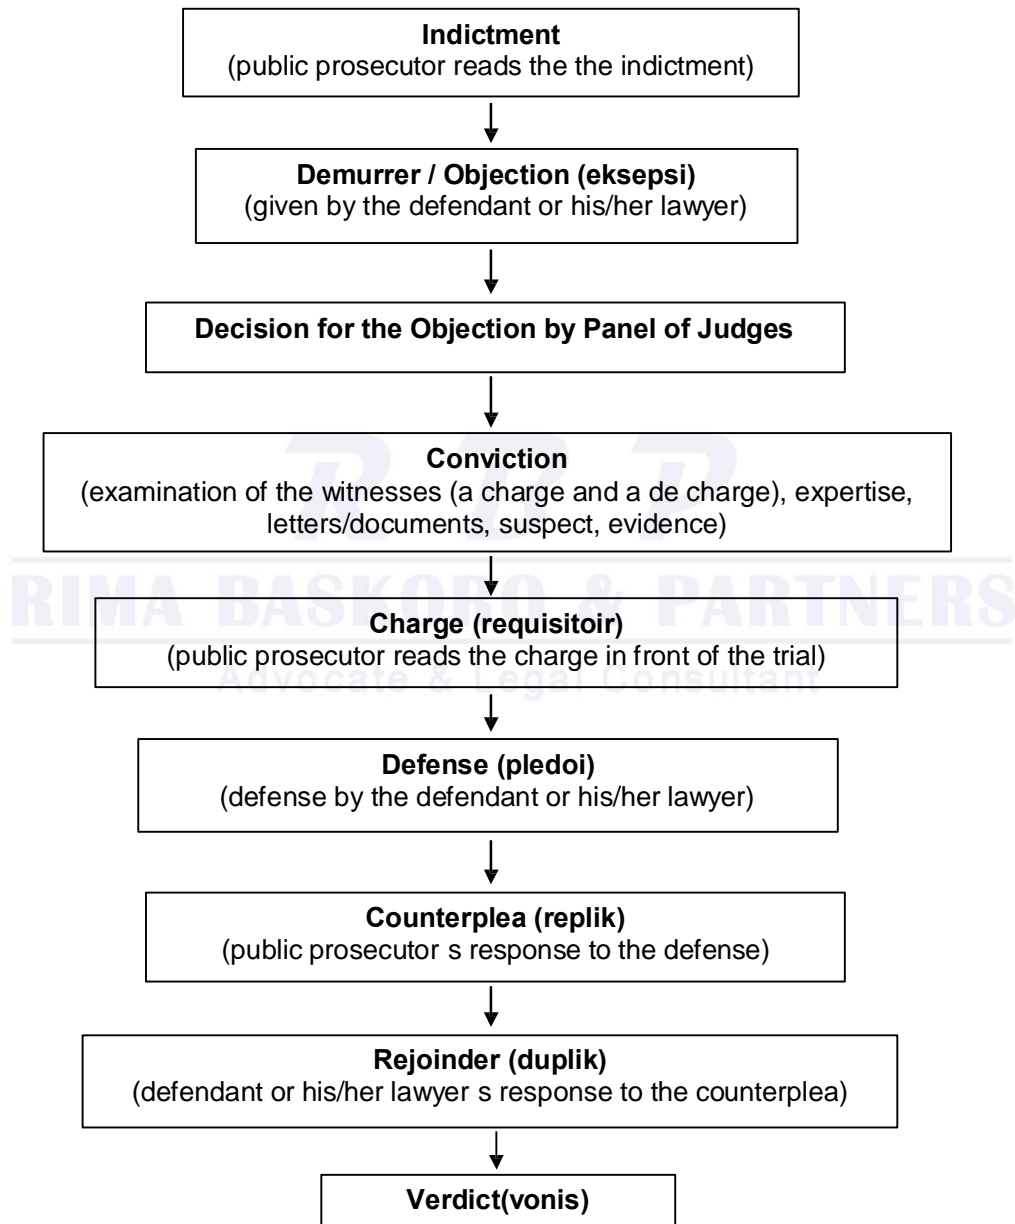 Indictment
(public prosecutor reads the the indictment)
Demurrer / Objection (eksepsi)
(given by the defendant or his/her lawyer)
Decision for the Objection by Panel of Judges
Conviction
(examination of the witnesses (a charge and a de charge), expertise,
letters/documents, suspect, evidence)
R B P
RIMA BASKORO & PARTNERS
Charge (requisitoir)
(public prosecutor reads the charge in front of the trial)
Advocate & Legal Consultant
Defense (pledoi)
(defense by the defendant or his/her lawyer)
Counterplea (replik)
(public prosecutor s response to the defense)
Rejoinder (duplik)
(defendant or his/her lawyer s response to the counterplea)
Verdict(vonis)